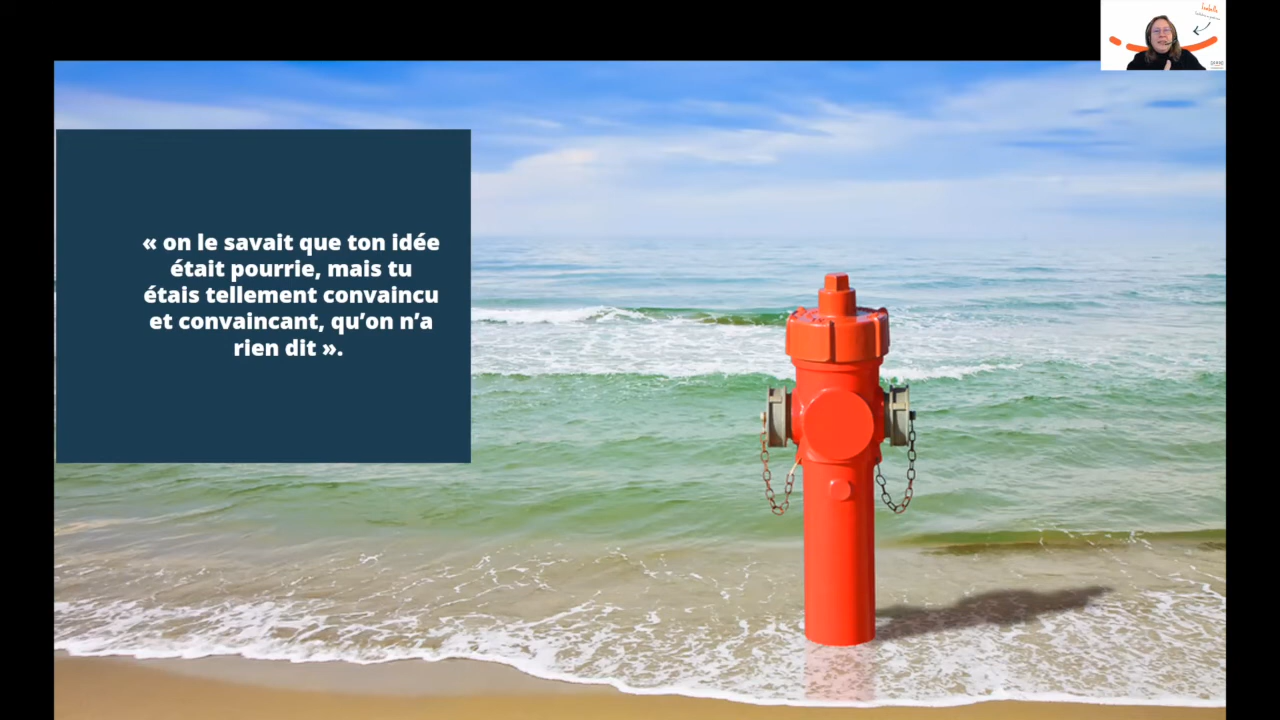 Isabelle
« on le savait que ton idée
était pourrie, mais tu
étais tellement convaincu
et convaincant, qu’on n’a
rien dit ».